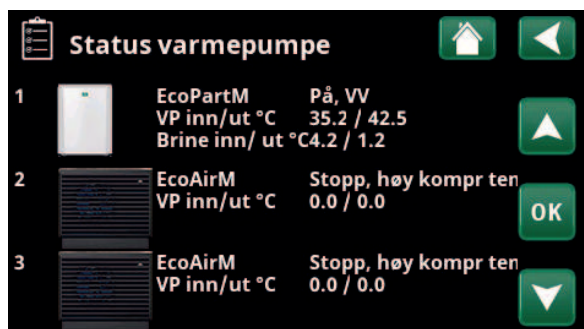 Status varmepumpe
1 EcoPartM På, VV
VP inn/ut °C 35.2 / 42.5
Brine inn/ ut °C4.2 / 1.2
2 EcoAirM Stopp, høy kompr ten
VP inn/ut °C 0.0 / 0.0
OK
3 EcoAirM Stopp, høy kompr ten
VP inn/ut °C 0.0 / 0.0